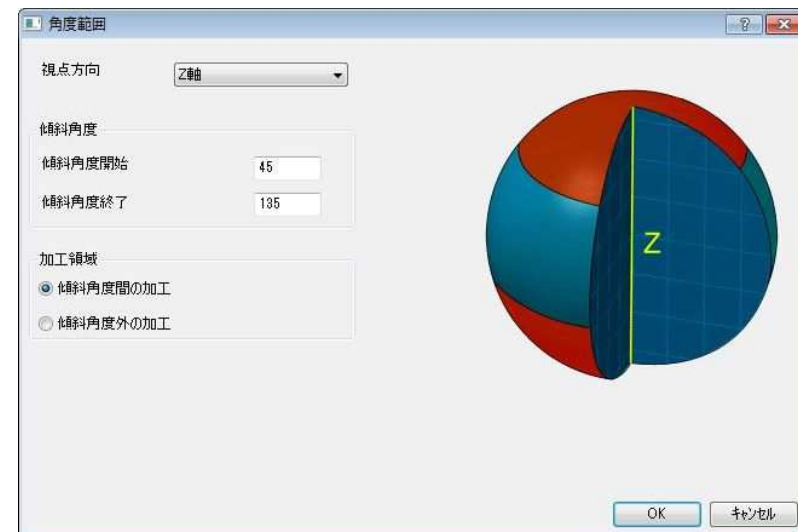 角度範囲
視点方向
Z軸
傾斜角度
傾斜角度開始
45
傾斜角度終了
135
加工領域
傾斜角度間の加工
傾斜角度外の加工
Z
OK
キャンセル